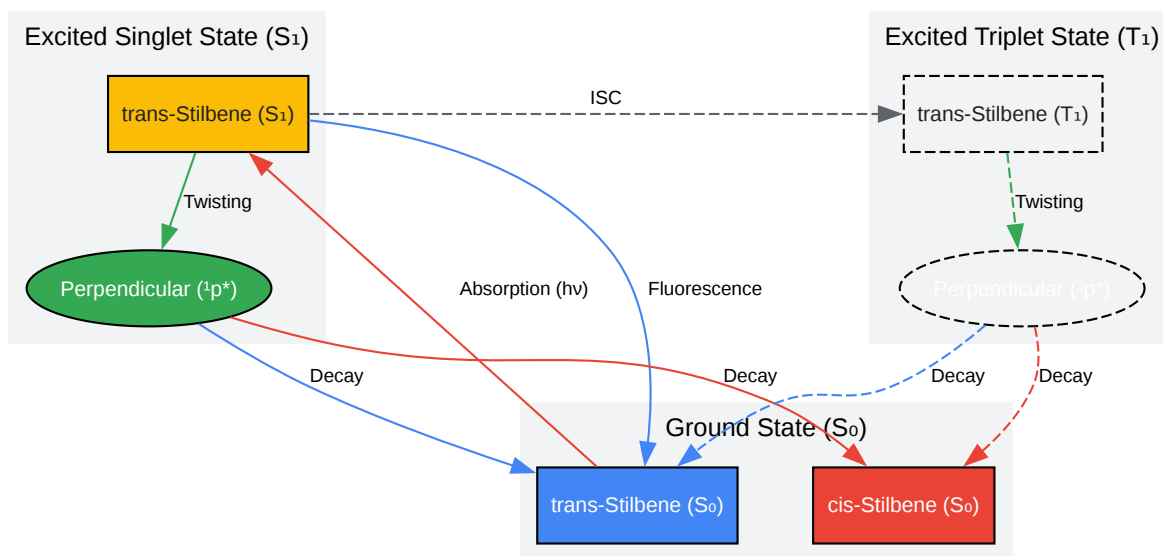 Excited Singlet State (S₁)
Excited Triplet State (T₁)
trans-Stilbene (S₁)
ISC
trans-Stilbene (T₁)
Twisting
Twisting
Perpendicular (¹p*)
Absorption (hν)
Fluorescence
Perpendicular (³p*)
Decay
Decay
Decay
Decay
Ground State (S₀)
trans-Stilbene (S₀)
cis-Stilbene (S₀)